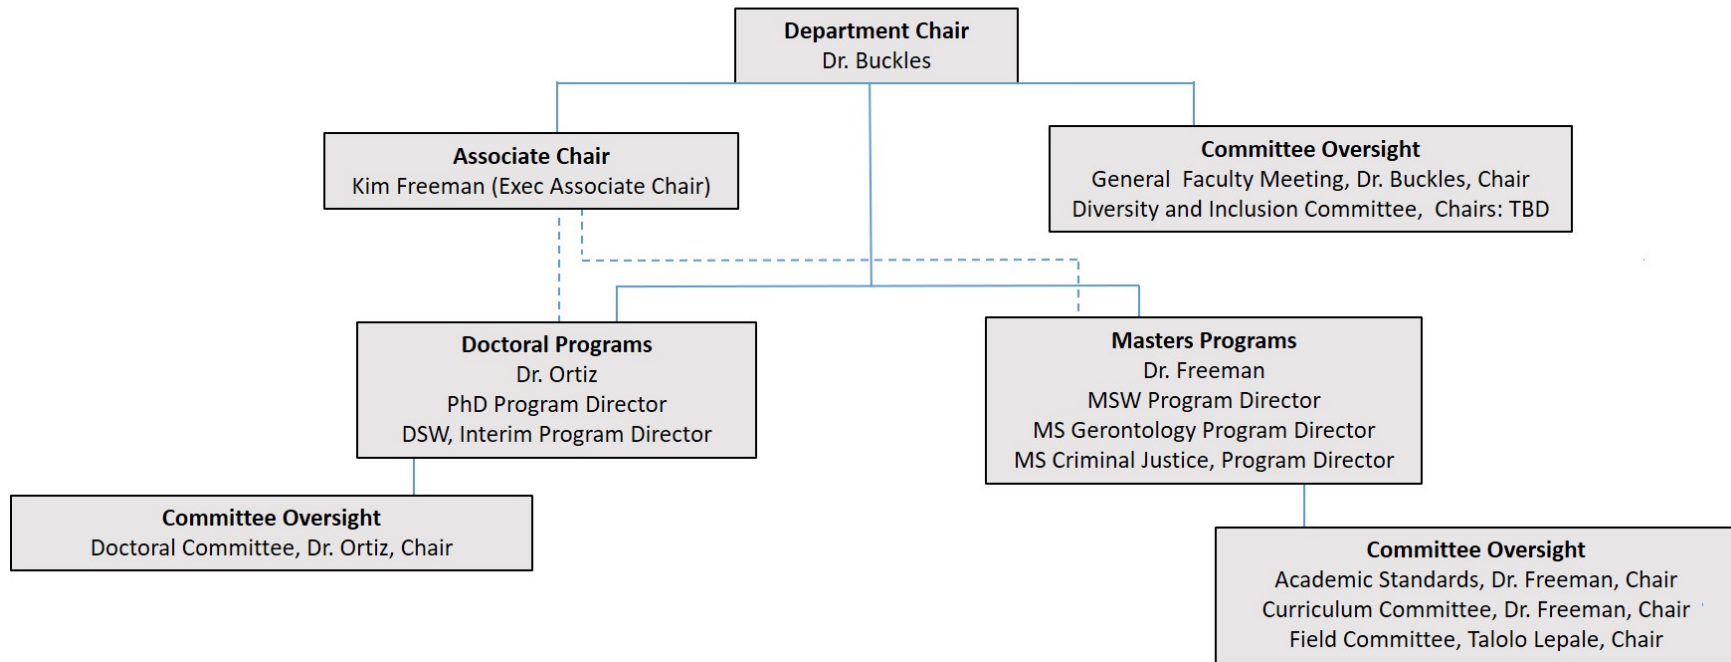 Department Chair
Dr. Buckles
Associate Chair
Kim Freeman (Exec Associate Chair)
Committee Oversight
General Faculty Meeting, Dr. Buckles, Chair
Diversity and Inclusion Committee, Chairs: TBD
Doctoral Programs
Dr. Ortiz
PhD Program Director
DSW, Interim Program Director
Masters Programs
Dr. Freeman
MSW Program Director
MS Gerontology Program Director
MS Criminal Justice, Program Director
Committee Oversight
Doctoral Committee, Dr. Ortiz, Chair
Committee Oversight
Academic Standards, Dr. Freeman, Chair
Curriculum Committee, Dr. Freeman, Chair
Field Committee, Talolo Lepale, Chair